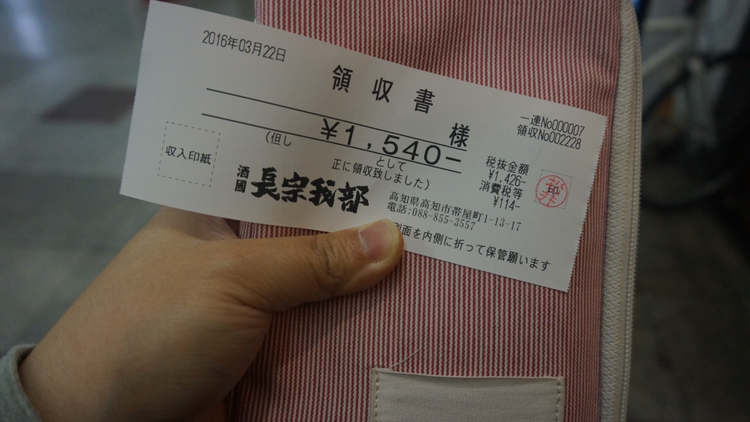 2016年03月22日
領収書
一連No000007
領収No002228
様
¥1,540-
(但し
として
正に領収致しました)
税抜金額
¥1,426-
消費税等
¥114-
印
収入印紙
酒國 長宗我部
高知県高知市帯屋町1-13-17
電話:088-855-3557
面を内側に折って保管願います